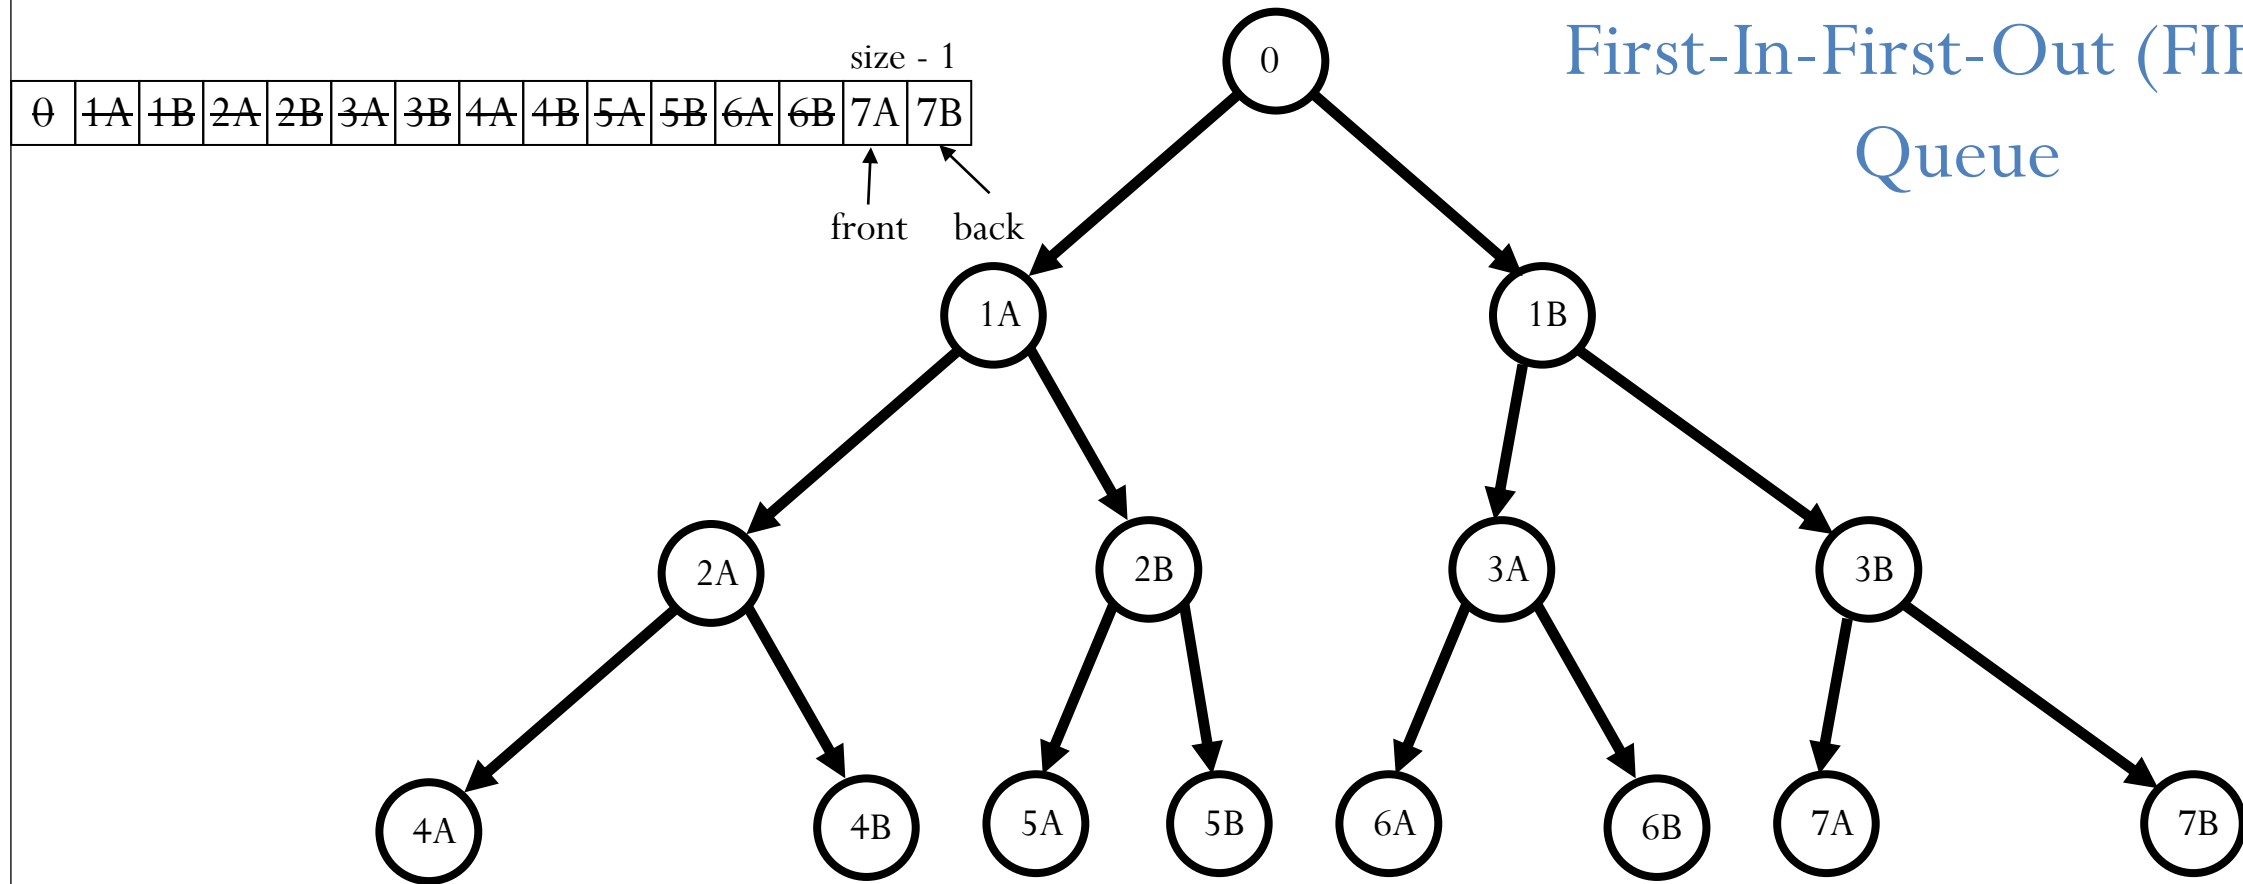 First-In-First-Out (FIF
Queue
size - 1
0 1A 1B 2A 2B 3A 3B 4A 4B 5A 5B 6A 6B 7A 7B
front back
0
1A 1B
2A 2B 3A 3B
4A 4B 5A 5B 6A 6B 7A 7B